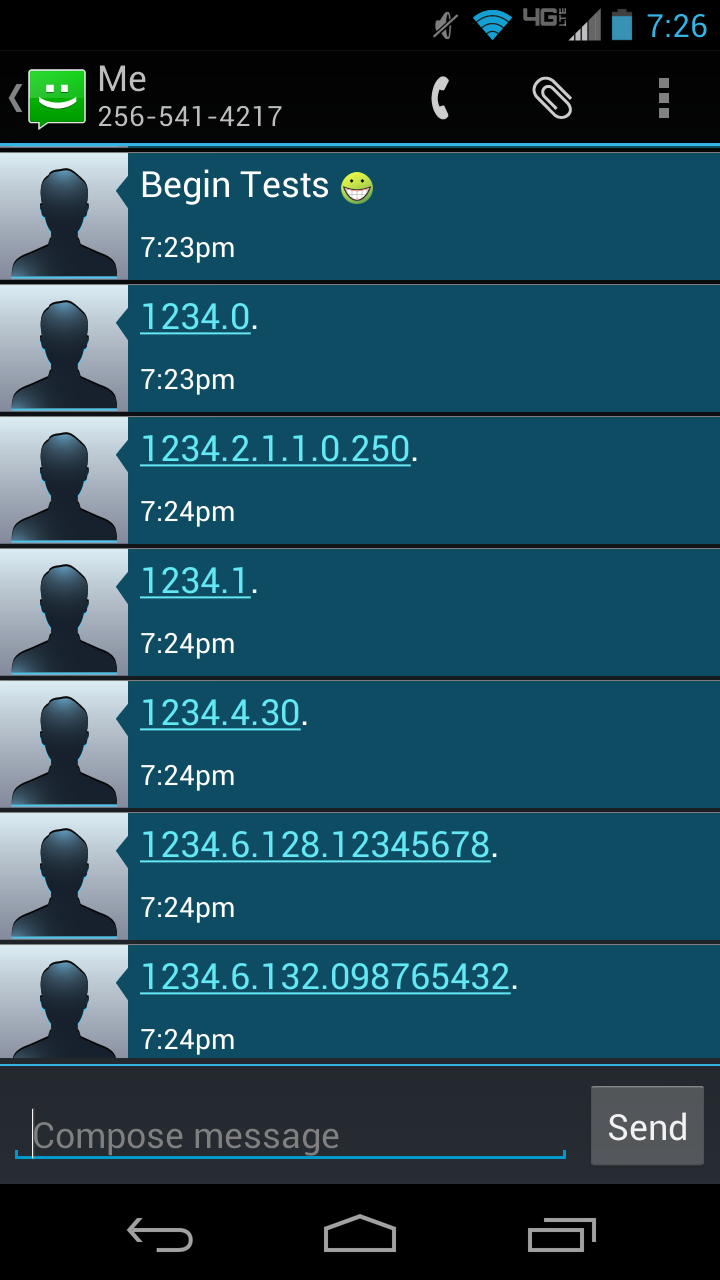 4G LTE 7:26
Me
256-541-4217
Begin Tests
7:23pm
1234.0.
7:23pm
1234.2.1.1.0.250.
7:24pm
1234.1.
7:24pm
1234.4.30.
7:24pm
1234.6.128.12345678.
7:24pm
1234.6.132.098765432.
7:24pm
Compose message
Send